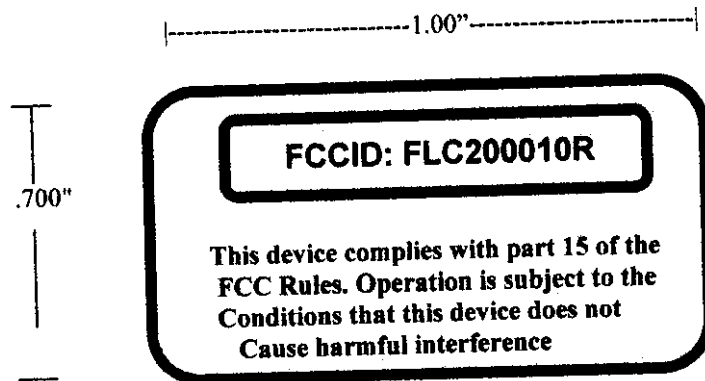 1.00”
FCCID: FLC200010R
.700"
This device complies with part 15 of the
FCC Rules. Operation is subject to the
Conditions that this device does not
Cause harmful interference